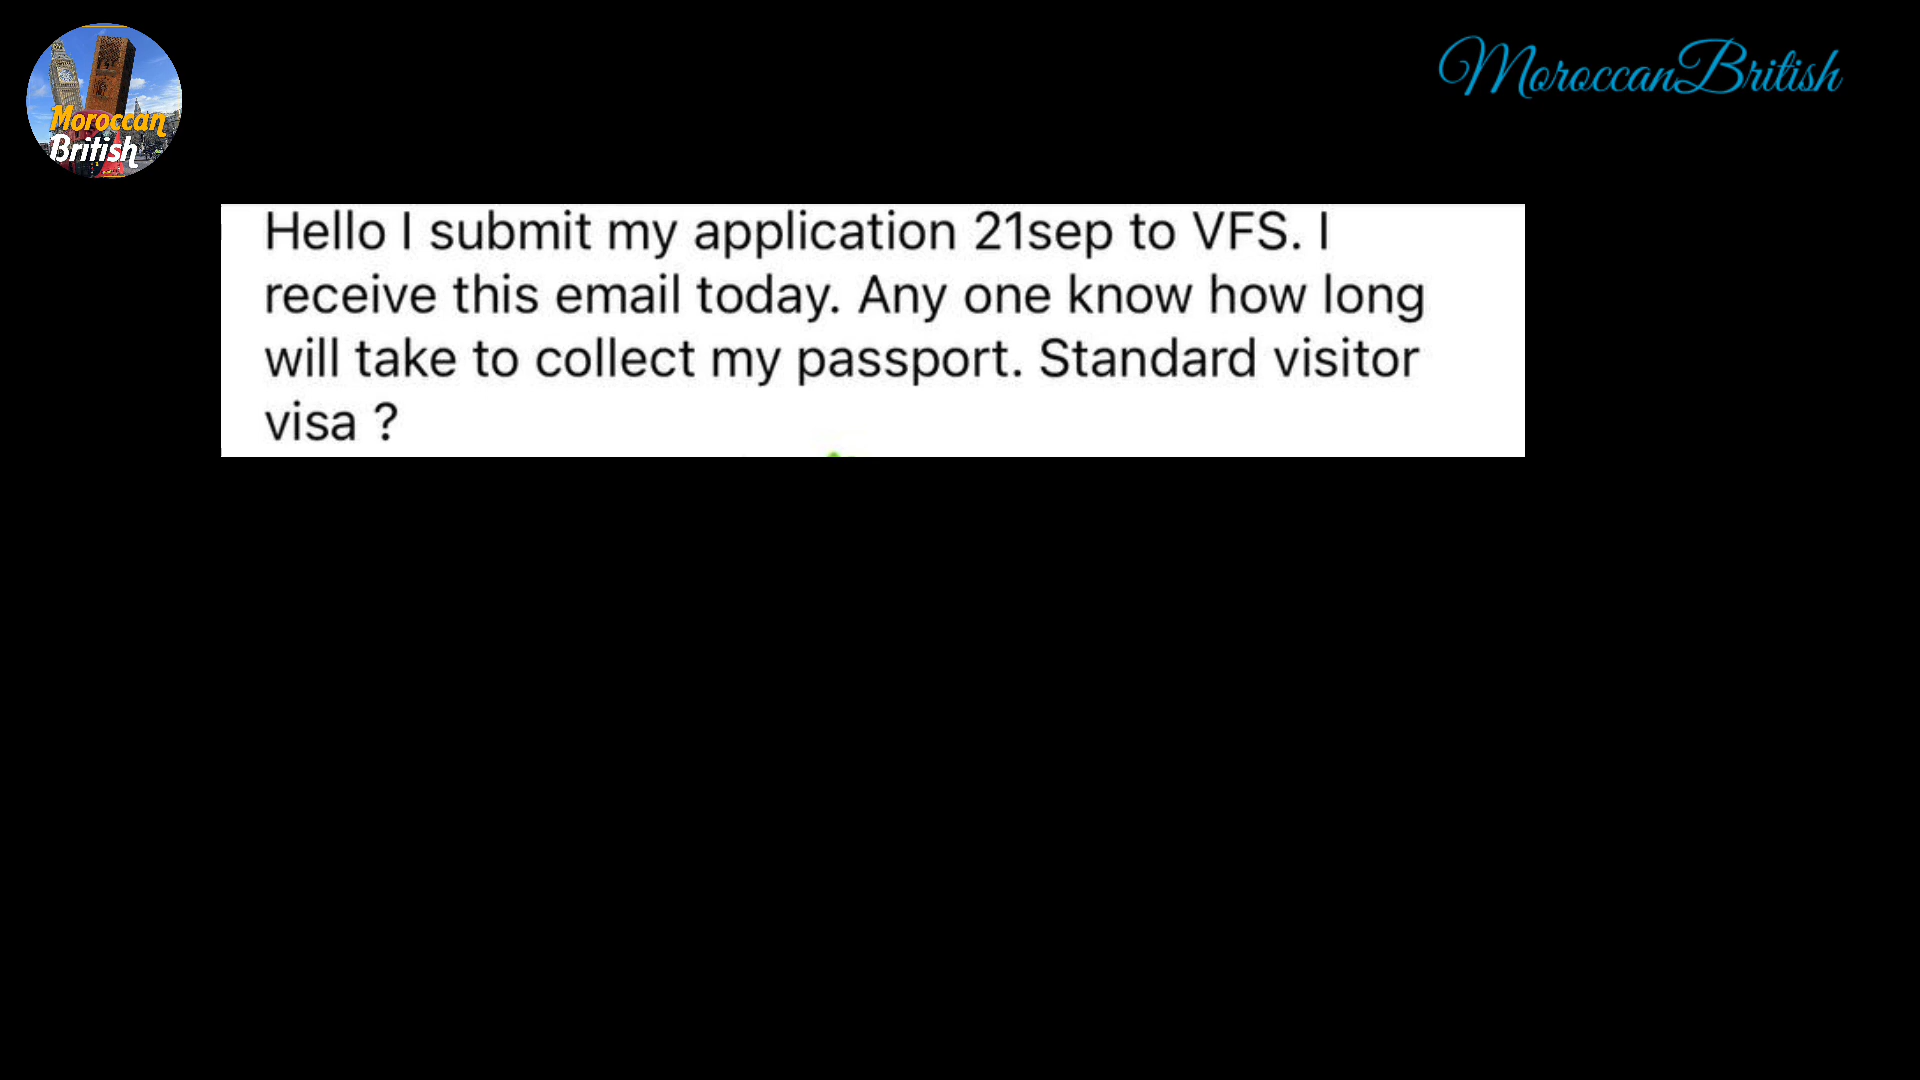 Moroccan
British
MoroccanBritish
Hello I submit my application 21sep to VFS. I
receive this email today. Any one know how long
will take to collect my passport. Standard visitor
visa ?